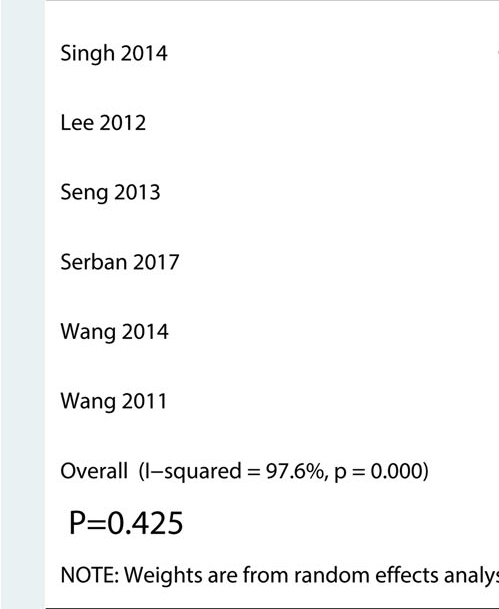 Singh 2014
Lee 2012
Seng 2013
Serban 2017
Wang 2014
Wang 2011
Overall (I−squared = 97.6%, p = 0.000)
P=0.425
NOTE: Weights are from random effects analys